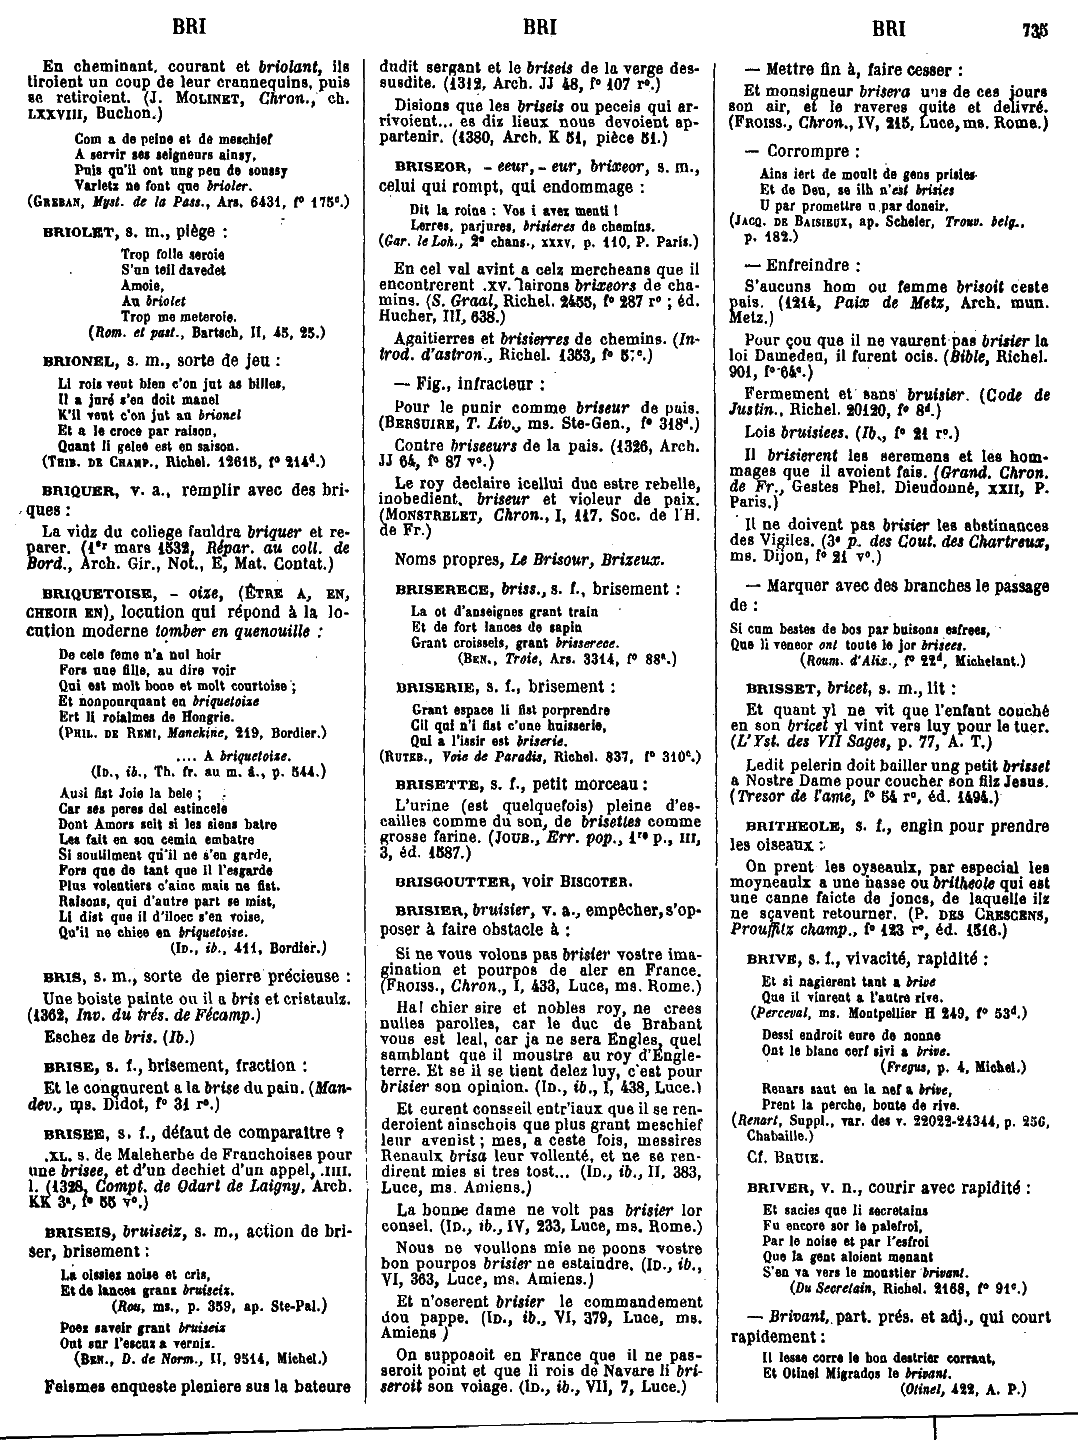 BRI
BRI
BRI
735
En cheminant, courant et briolant, ils
tiroient un coup de leur crannequins, puis
se retiroient. (J. MOLINET, Chron., ch.
LXXVIII, Buchon.)
Com a de peine et de meschief
A servir ses seigneurs ainsy,
Puis qu'il ont ung peu de soussy
Varletz ne font que brioler.
(GREBAN, Myst. de la Pass., Ars. 6431, f° 175c.)
BRIOLET, s. m., piège :
Trop folle seroie
S'un teil davedet
Amoie,
Au briolet
Trop me meteroie.
(Rom. et past., Bartsch, II, 45, 25.)
BRIONEL, s. m., sorte de jeu :
Li rois veut bien c'on jut as billes,
Il a juré s'en doit manel
K'il veut c'on jut au brionel
Et a le croce par raison,
Quant li gelee est en saison.
(THIB. DE CHAMP., Richel. 12615, f° 214d.)
BRIQUER, v. a., remplir avec des bri-
ques :
La vidz du college fauldra briquer et re-
parer. (1er mars 1532, Répar. au coll. de
Bord., Arch. Gir., Not., E, Mat. Contat.)
BRIQUETOISE, - oize, (ÊTRE A, EN,
CHEOIR EN), locution qui répond à la lo-
cution moderne tomber en quenouille :
De cele feme n'a nul hoir
Fors une fille, au dire voir
Qui est molt bone et molt courtoise ;
Et nonpourquant en briquetoize
Ert li roialmes de Hongrie.
(PHIL. DE REMI, Manekine, 219, Bordier.)
.... A briquetoize.
(ID., ib., Th. fr. au m. â., p. 544.)
Ausi fist Joie la bele ;
Car ses peres del estincele
Dont Amors seit si les siens batre
Les fait en son cemin embatre
Si soutilment qu'il ne s'en garde,
Fors que de tant que il l'esgarde
Plus volentiers c'ainc mais ne fist.
Raisons, qui d'autre part se mist,
Li dist que il d'iloec s'en voise,
Qu'il ne chiee en briquetoise.
(ID., ib., 411, Bordier.)
BRIS, s. m., sorte de pierre précieuse :
Une boiste painte ou il a bris et cristaulz.
(1362, Inv. du trés. de Fécamp.)
Eschez de bris. (Ib.)
BRISE, s. f., brisement, fraction :
Et le congnurent a la brise du pain. (Man-
dev., ms. Didot, f° 31 r°.)
BRISEE, s. f., défaut de comparaitre ?
.XL. s. de Maleherbe de Franchoises pour
une brisee, et d'un dechiet d'un appel, .IIII.
l. (1328, Compt. de Odart de Laigny, Arch.
KK 3a, f° 55 v°.)
BRISEIS, bruiseiz, s. m., action de bri-
ser, brisement :
La oissiez noise et cris,
Et de lances granz bruiseiz.
(Rou, ms., p. 359, ap. Ste-Pal.)
Poez saveir grant bruiseiz
Ont sur l'escuz a verniz.
(BEN., D. de Norm., II, 9514, Michel.)
Feismes enqueste pleniere sus la bateure
dudit sergant et le briseis de la verge des-
susdite. (1312, Arch. JJ 48, f° 107 r°.)
Disions que les briseis ou peceis qui ar-
rivoient... es diz lieux nous devoient ap-
partenir. (1380, Arch. K 51, pièce 51.)
BRISEOR, - eeur, - eur, brixeor, s. m.,
celui qui rompt, qui endommage :
Dit la roine : Vos i avez menti !
Lerres, parjures, brisieres de chemins.
(Gar. le Loh., 2e chans., XXXV, p. 110, P. Paris.)
En cel val avint a celz mercheans que il
encontrerent .XV. lairons brixeors de cha-
mins. (S. Graal, Richel. 2455, f° 287 r° ; éd.
Hucher, III, 638.)
Agaitierres et brisierres de chemins. (In-
trod. d'astron., Richel. 1353, f° 57c.)
— Fig., infracteur :
Pour le punir comme briseur de pais.
(BERSUIRE, T. Liv., ms. Ste-Gen., f° 318d.)
Contre briseeurs de la pais. (1326, Arch.
JJ 64, f° 87 v°.)
Le roy declaire icellui duc estre rebelle,
inobedient, briseur et violeur de paix.
(MONSTRELET, Chron., I, 117, Soc. de l'H.
de Fr.)
Noms propres, Le Brisour, Brizeux.
BRISERECE, briss., s. f., brisement :
La ot d'anseignes grant train
Et de fort lances de sapin
Grant croisseis, grant brisserece.
(BEN., Troie, Ars. 3314, f° 88a.)
BRISERIE, s. f., brisement :
Grant espace li fist porprendre
Cil qui n'i fist c'une huisserie,
Qui a l'issir est briserie.
(RUTEB., Voie de Paradis, Richel. 837, f° 310c.)
BRISETTE, s. f., petit morceau :
L'urine (est quelquefois) pleine d'es-
cailles comme du son, de brisettes comme
grosse farine. (JOUB., Err. pop., 1re p., III,
3, éd. 1587.)
BRISGOUTTER, voir BISCOTER.
BRISIER, bruisier, v. a., empêcher, s'op-
poser à faire obstacle à :
Si ne vous volons pas brisier vostre ima-
gination et pourpos de aler en France.
(FROISS., Chron., I, 433, Luce, ms. Rome.)
Ha! chier sire et nobles roy, ne crees
nulles parolles, car le duc de Brabant
vous est leal, car ja ne sera Engles, quel
samblant que il moustre au roy d'Engle-
terre. Et se il se tient delez luy, c'est pour
brisier son opinion. (ID., ib., I, 438, Luce.)
Et eurent conseil entr'iaux que il se ren-
deroient ainschois que plus grant meschief
leur avenist ; mes, a ceste fois, messires
Renaulx brisa leur vollenté, et ne se ren-
dirent mies si tres tost... (ID., ib., II, 383,
Luce, ms. Amiens.)
La bonne dame ne volt pas brisier lor
consel. (ID., ib., IV, 233, Luce, ms. Rome.)
Nous ne voullons mie ne poons vostre
bon pourpos brisier ne estaindre. (ID., ib.,
VI, 363, Luce, ms. Amiens.)
Et n'oserent brisier le commandement
dou pappe. (ID., ib., VI, 379, Luce, ms.
Amiens )
On supposoit en France que il ne pas-
seroit point et que li rois de Navare li bri-
seroit son voiage. (ID., ib., VII, 7, Luce.)
— Mettre fin à, faire cesser :
Et monsigneur brisera uns de ces jours
son air, et le raveres quite et delivré.
(FROISS., Chron., IV, 215, Luce, ms. Rome.)
— Corrompre :
Ains iert de moult de gens prisies
Et de Deu, se ilh n'est brisies
U par promettre u par doneir.
(JACQ. DE BAISIEUX, ap. Scheler, Trouv. belg.,
p. 182.)
— Enfreindre :
S'aucuns hom ou femme brisoit ceste
pais. (1214, Paix de Metz, Arch. mun.
Metz.)
Pour çou que il ne vaurent pas brisier la
loi Damedeu, il furent ocis. (Bible, Richel.
901, f° 64c.)
Fermement et sans bruisier. (Code de
Justin., Richel. 20120, f° 8d.)
Lois bruisiees. (Ib., f° 21 r°.)
Il brisierent les seremens et les hom-
mages que il avoient fais. (Grand. Chron.
de Fr., Gestes Phel. Dieudonné, XXII, P.
Paris.)
Il ne doivent pas brisier les abstinances
des Vigiles. (3e p. des Cout. des Chartreux,
ms. Dijon, f° 21 v°.)
— Marquer avec des branches le passage
de :
Si cum bestes de bos par buisons esfrees,
Que li veneor ont toute le jor brisees.
(Roum. d'Alix., f° 22d, Michelant.)
BRISSET, bricet, s. m., lit :
Et quant yl ne vit que l'enfant couché
en son bricet yl vint vers luy pour le tuer.
(L'Yst. des VII Sages, p. 77, A. T.)
Ledit pelerin doit bailler ung petit brisset
a Nostre Dame pour coucher son filz Jesus.
(Tresor de l'ame, f° 54 r°, éd. 1494.)
BRITHEOLE, s. f., engin pour prendre
les oiseaux :
On prent les oyseaulx, par especial les
moyneaulx a une nasse ou britheole qui est
une canne faicte de joncs, de laquelle ilz
ne sçavent retourner. (P. DES CRESCENS,
Prouffitz champ., f° 123 r°, éd. 1516.)
BRIVE, s. f., vivacité, rapidité :
Et si nagierent tant a brive
Que il vinrent a l'autre rive.
(Perceval, ms. Montpellier H 249, f° 53d.)
Dessi endroit eure de nonne
Ont le blanc cerf sivi a brive.
(Fregus, p. 4, Michel.)
Renars saut en la nef a brive,
Prent la perche, boute de rive.
(Renart, Suppl., var. des v. 22022-24344, p. 256,
Chabaille.)
Cf. BRUIE.
BRIVER, v. n., courir avec rapidité :
Et sacies que li secretains
Fu encore sor le palefroi,
Par le noise et par l'esfroi
Que la gent aloient menant
S'en va vers le monstier brivant.
(Du Secretain, Richel. 2168, f° 91c.)
— Brivant, part. prés. et adj., qui court
rapidement :
Il lesse corre le bon destrier corrant,
Et Otinel Migrados le brivant.
(Otinel, 422, A. P.)